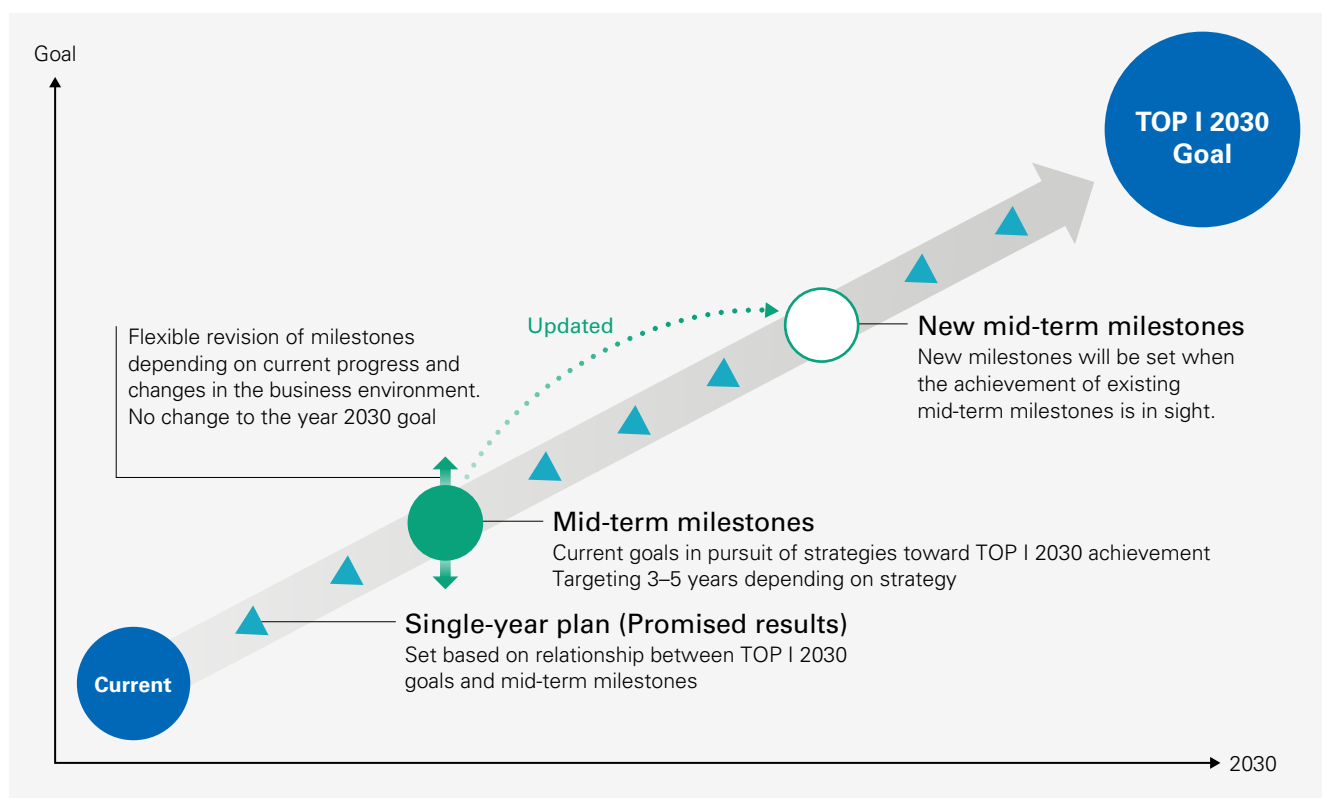 Goal
TOP I 2030
Goal
Updated
Flexible revision of milestones
depending on current progress and
changes in the business environment.
No change to the year 2030 goal
New mid-term milestones
New milestones will be set when
the achievement of existing
mid-term milestones is in sight.
Mid-term milestones
Current goals in pursuit of strategies toward TOP I 2030 achievement
Targeting 3–5 years depending on strategy
Single-year plan (Promised results)
Set based on relationship between TOP I 2030
goals and mid-term milestones
Current
2030